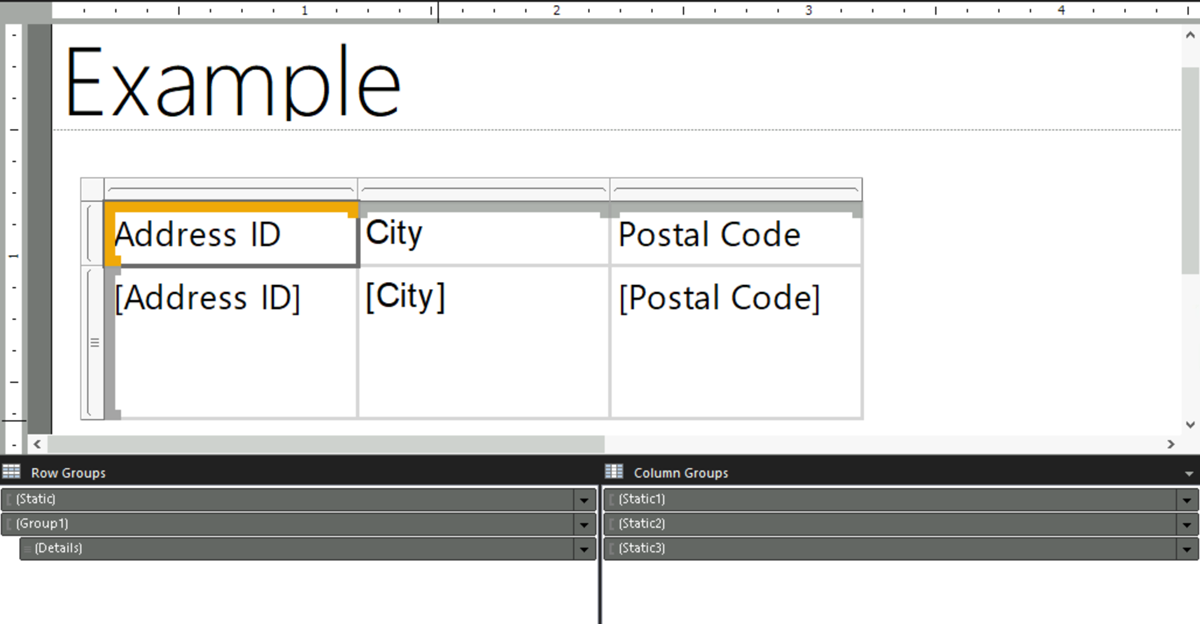 1 2 3 4
Example
Address ID City Postal Code
[Address ID] [City] [Postal Code]
Row Groups Column Groups
(Static) (Static1)
(Group1) (Static2)
(Details) (Static3)